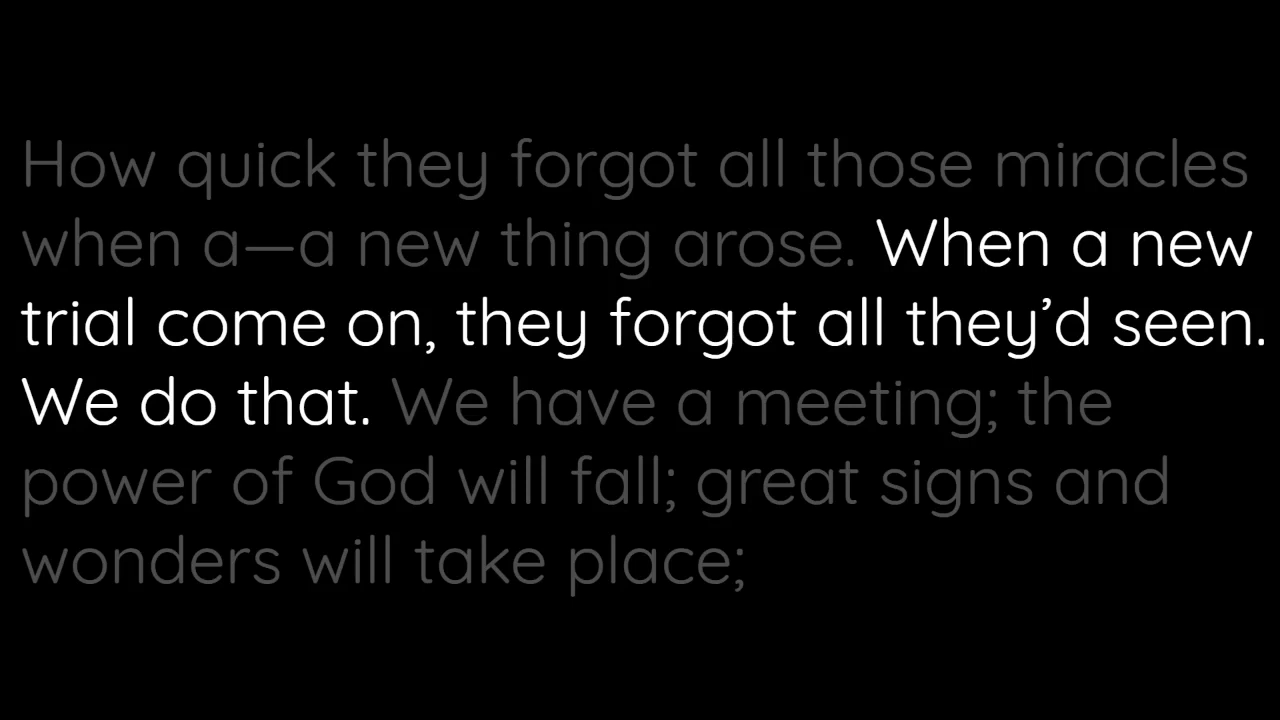 How quick they forgot all those miracles
when a—a new thing arose. When a new
trial come on, they forgot all they’d seen.
We do that. We have a meeting; the
power of God will fall; great signs and
wonders will take place;